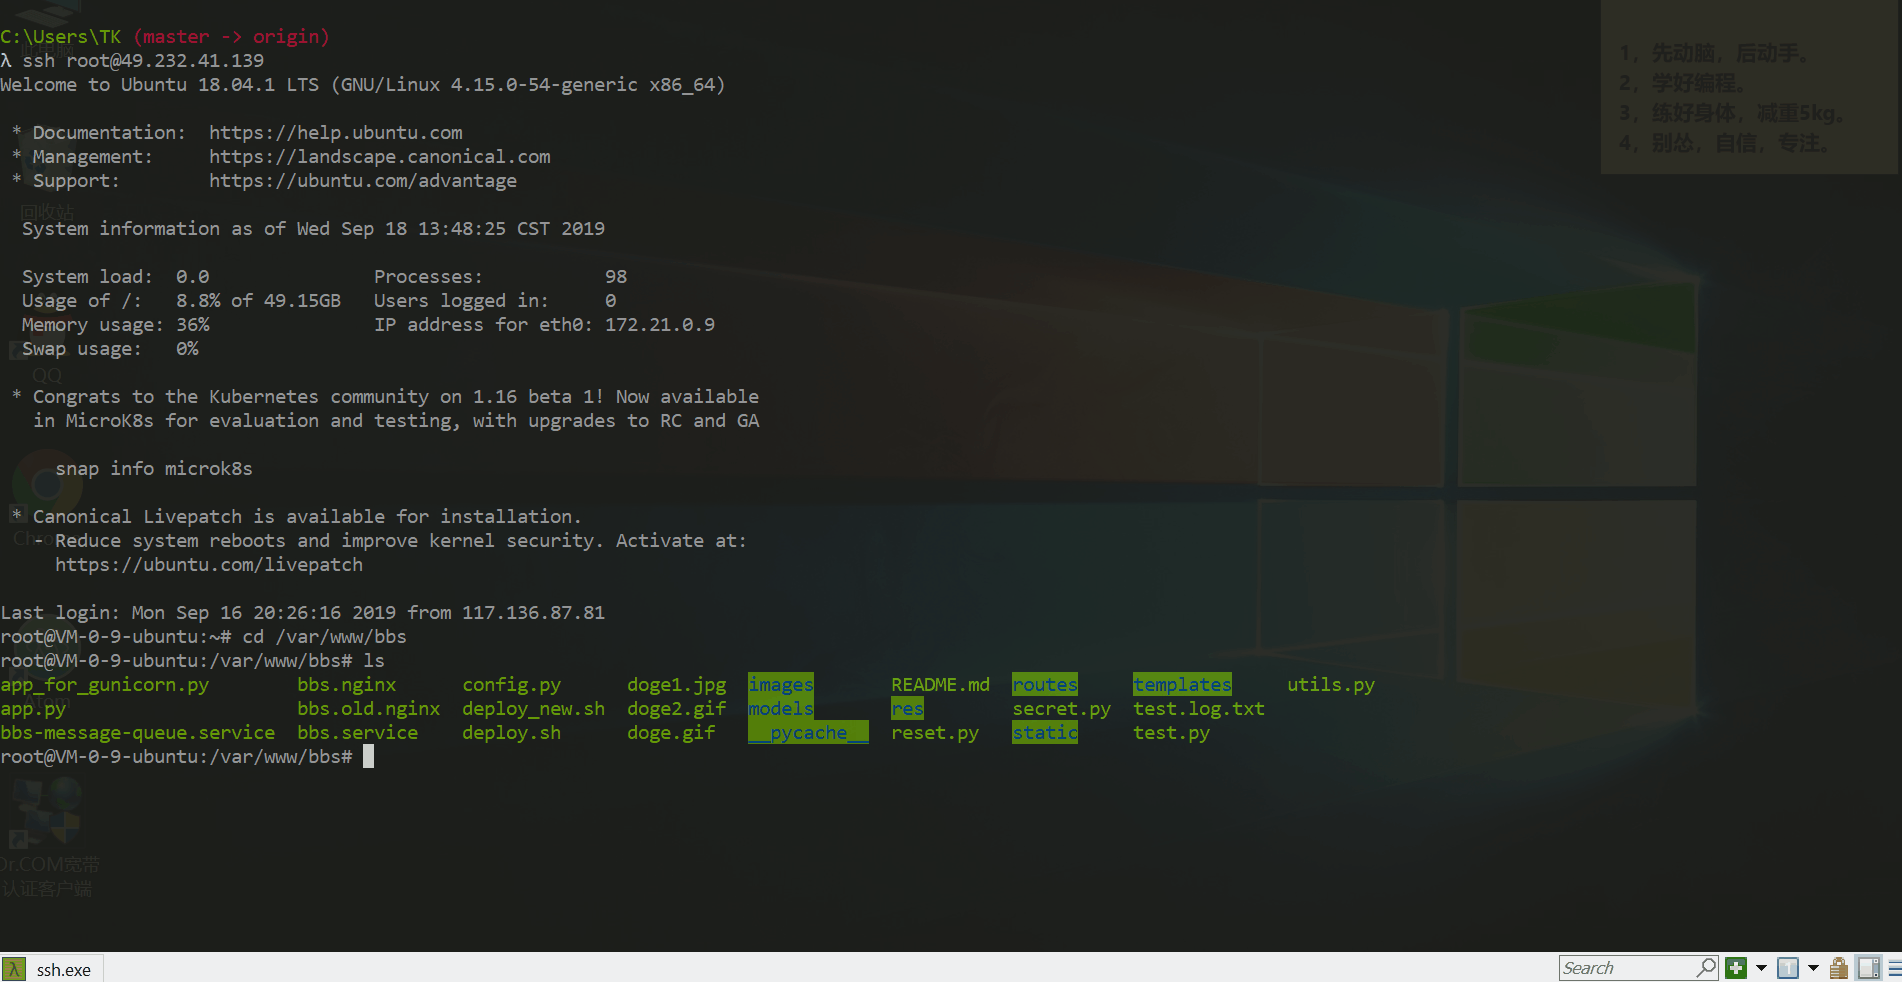 C:\Users\TK (master -> origin)
λ ssh root@49.232.41.139
Welcome to Ubuntu 18.04.1 LTS (GNU/Linux 4.15.0-54-generic x86_64)
* Documentation:  https://help.ubuntu.com
* Management:     https://landscape.canonical.com
* Support:        https://ubuntu.com/advantage
System information as of Wed Sep 18 13:48:25 CST 2019
System load:  0.0               Processes:           98
Usage of /:   8.8% of 49.15GB   Users logged in:     0
Memory usage: 36%               IP address for eth0: 172.21.0.9
Swap usage:   0%
* Congrats to the Kubernetes community on 1.16 beta 1! Now available
in MicroK8s for evaluation and testing, with upgrades to RC and GA
snap info microk8s
* Canonical Livepatch is available for installation.
- Reduce system reboots and improve kernel security. Activate at:
https://ubuntu.com/livepatch
Last login: Mon Sep 16 20:26:16 2019 from 117.136.87.81
root@VM-0-9-ubuntu:~# cd /var/www/bbs
root@VM-0-9-ubuntu:/var/www/bbs# ls
app_for_gunicorn.py        bbs.nginx      config.py      doge1.jpg  images       README.md  routes     templates     utils.py
app.py                     bbs.old.nginx  deploy_new.sh  doge2.gif  models       res        secret.py  test.log.txt
bbs-message-queue.service  bbs.service    deploy.sh      doge.gif   __pycache__  reset.py   static     test.py
root@VM-0-9-ubuntu:/var/www/bbs#
1，先动脑，后动手。
2，学好编程。
3，练好身体，减重5kg。
4，别怂，自信，专注。
回收站
QQ
Dr.COM宽带
认证客户端
λ ssh.exe
Search
1